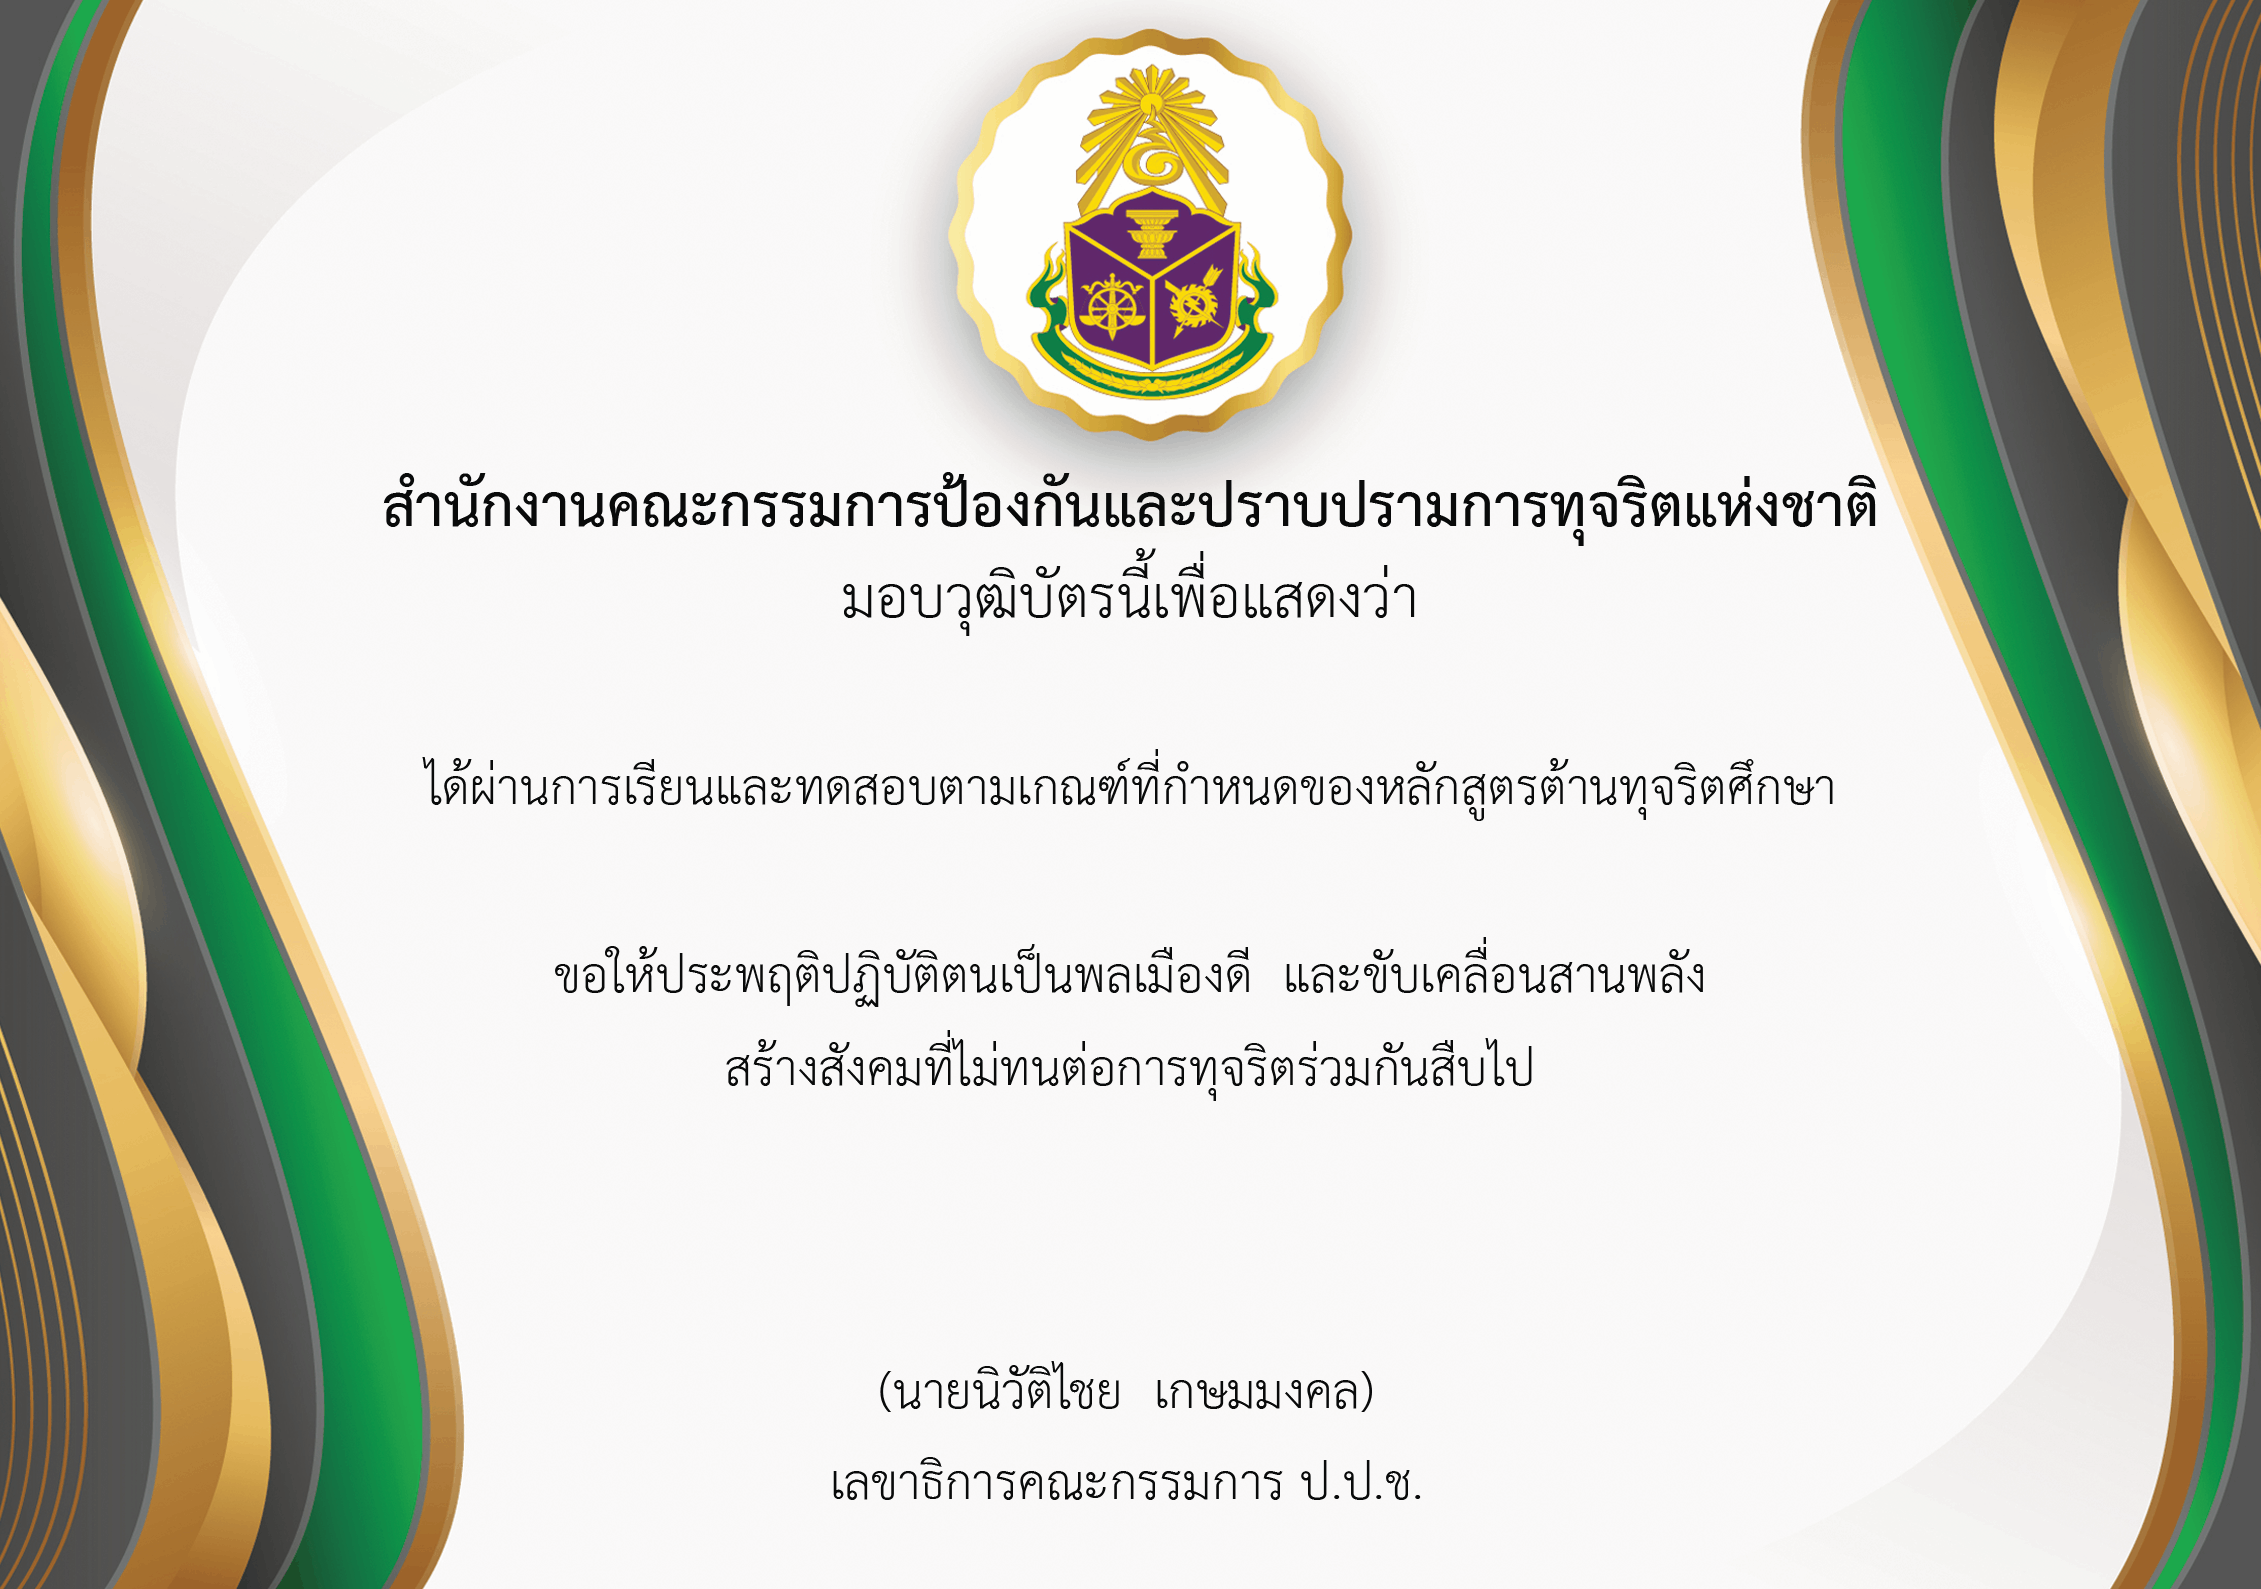 สำนักงานคณะกรรมการป้องกันและปราบปรามการทุจริตแห่งชาติ
มอบวุฒิบัตรนี้เพื่อแสดงว่า
ได้ผ่านการเรียนและทดสอบตามเกณฑ์ที่กำหนดของหลักสูตรต้านทุจริตศึกษา
ขอให้ประพฤติปฏิบัติตนเป็นพลเมืองดี และขับเคลื่อนสานพลัง
สร้างสังคมที่ไม่ทนต่อการทุจริตร่วมกันสืบไป
(นายนิวัติไชย เกษมมงคล)
เลขาธิการคณะกรรมการ ป.ป.ช.